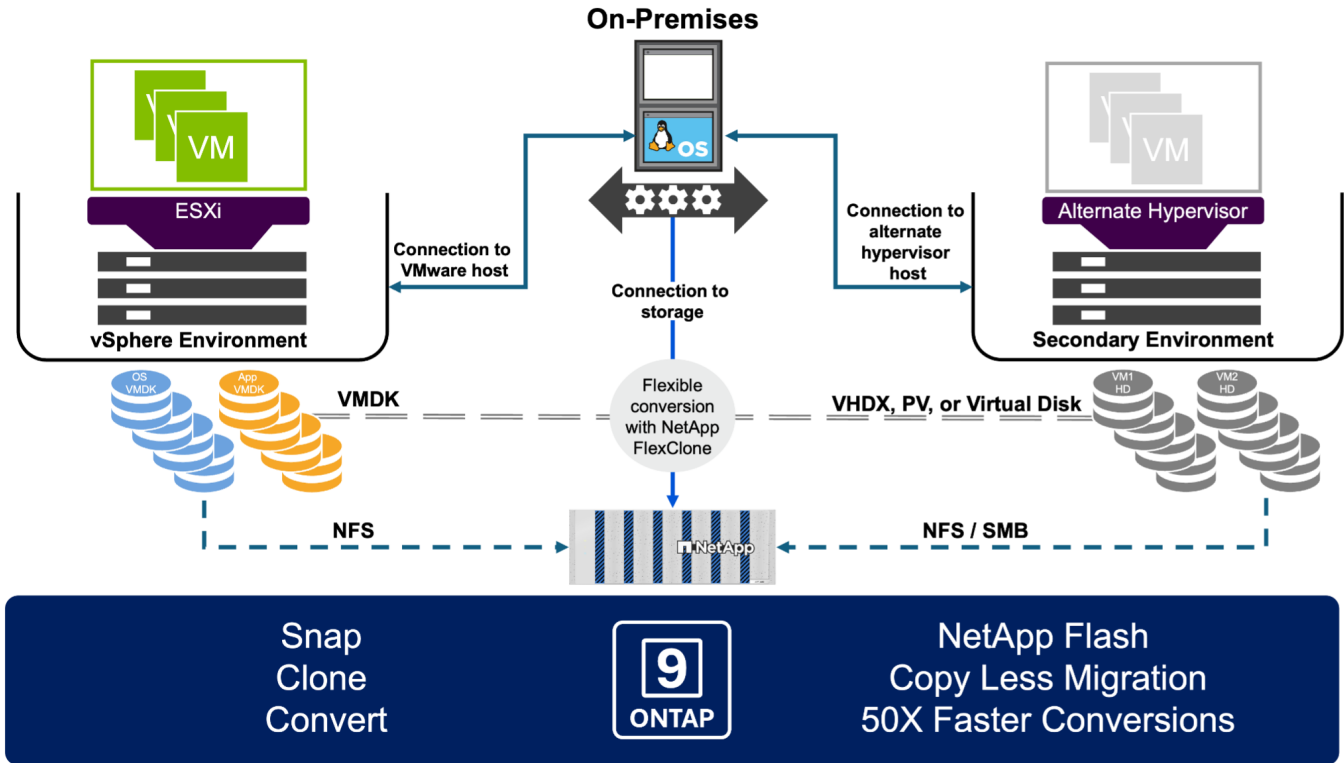 On-Premises
VM
ESXi
vSphere Environment
OS
Connection to
VMware host
Connection to
storage
Connection to
alternate
hypervisor
host
VM
Alternate Hypervisor
Secondary Environment
OS
VMDK
App
VMDK
VMDK
Flexible
conversion
with NetApp
FlexClone
VHDX, PV, or Virtual Disk
VM1
HD
VM2
HD
NFS
NetApp
NFS / SMB
Snap
Clone
Convert
9
ONTAP
NetApp Flash
Copy Less Migration
50X Faster Conversions